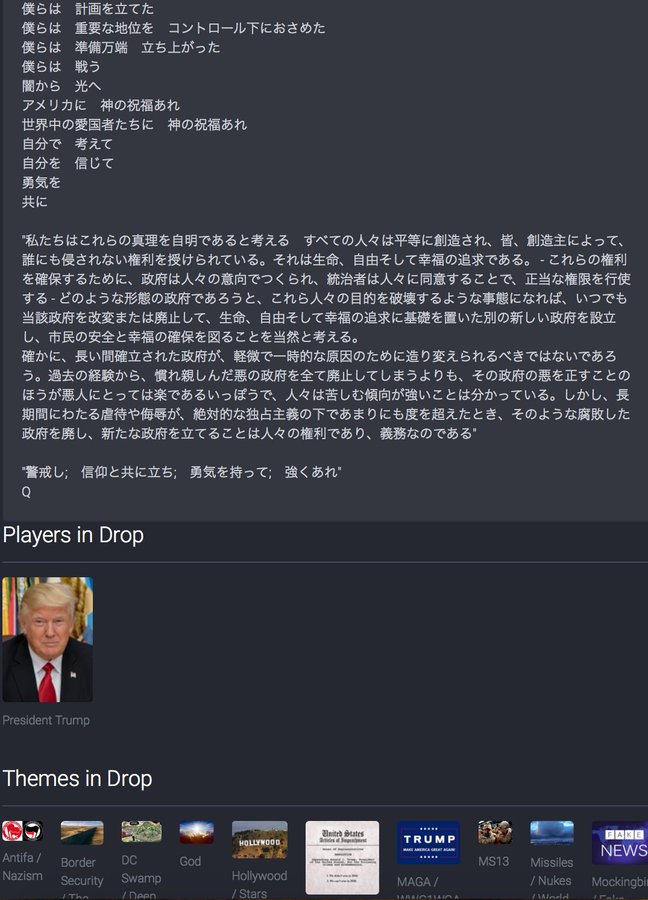 僕らは　計画を立てた
僕らは　重要な地位を　コントロール下におさめた
僕らは　準備万端　立ち上がった
僕らは　戦う
闇から　光へ
アメリカに　神の祝福あれ
世界中の愛国者たちに　神の祝福あれ
自分で　考えて
自分を　信じて
勇気を
共に
"私たちはこれらの真理を自明であると考える　すべての人々は平等に創造され、皆、創造主によって、
誰にも侵されない権利を授けられている。それは生命、自由そして幸福の追求である。 - これらの権利
を確保するために、政府は人々の意向でつくられ、統治者は人々に同意することで、正当な権限を行使
する - どのような形態の政府であろうと、これら人々の目的を破壊するような事態になれば、いつでも
当該政府を改変または廃止して、生命、自由そして幸福の追求に基礎を置いた別の新しい政府を設立
し、市民の安全と幸福の確保を図ることを当然と考える。
確かに、長い間確立された政府が、軽微で一時的な原因のために造り変えられるべきではないであろ
う。過去の経験から、慣れ親しんだ悪の政府を全て廃止してしまうよりも、その政府の悪を正すことの
ほうが悪人にとっては楽であるいっぽうで、人々は苦しむ傾向が強いことは分かっている。しかし、長
期間にわたる虐待や侮辱が、絶対的な独占主義の下であまりにも度を超えたとき、そのような腐敗した
政府を廃し、新たな政府を立てることは人々の権利であり、義務なのである"
"警戒し;　信仰と共に立ち;　勇気を持って;　強くあれ"
Q
Players in Drop
President Trump
Themes in Drop
HOLLYWOOD
United States
Articles of Impeachment
TRUMP
MAKE AMERICA GREAT AGAIN
FAKE
NEWS
Antifa /
Nazism
Border
Security
DC
Swamp
/ Deep
God
Hollywood
/ Stars
MAGA /
MS13
Missiles
/ Nukes
/ World
Mockingbi